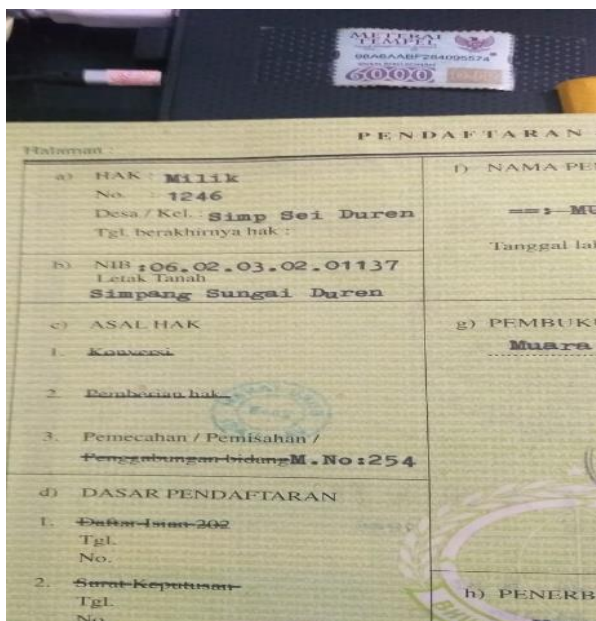 METERAI
TEMPEL
6000
PENDAFTARAN
Halaman :
a) HAK : Milik
No. : 1246
Desa / Kel. : Simp Sei Duren
Tgl. berakhirnya hak :
b) NIB :06.02.03.02.01137
Letak Tanah
Simpang Sungai Duren
c) ASAL HAK
1. Konversi
2. Pemberian hak
3. Pemecahan / Pemisahan /
Penggabungan bidang M.No:254
d) DASAR PENDAFTARAN
1. Daftar Isian 202
Tgl.
No.
2. Surat Keputusan
Tgl.
No.
f) NAMA PE
==: MU
Tanggal la
g) PEMBUKU
Muara
h) PENERB